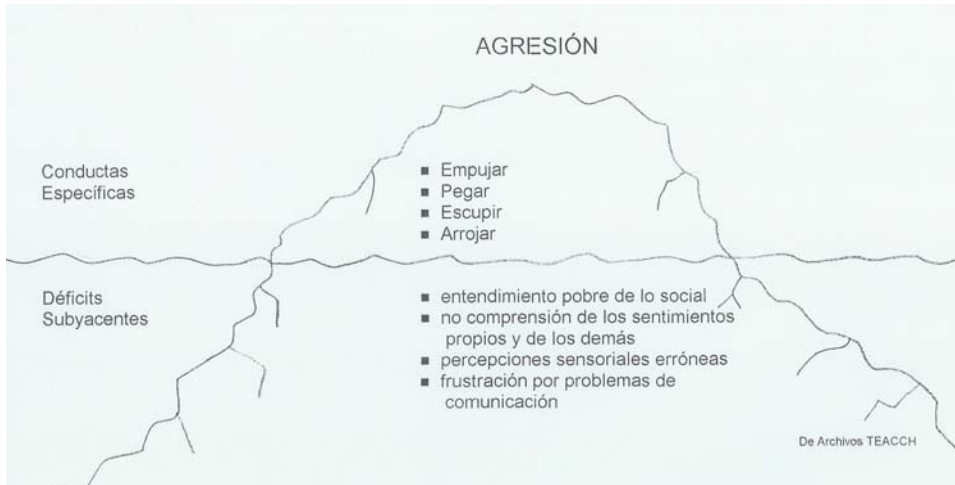 AGRESIÓN
Conductas
Específicas
■ Empujar
■ Pegar
■ Escupir
■ Arrojar
Déficits
Subyacentes
■ entendimiento pobre de lo social
■ no comprensión de los sentimientos
propios y de los demás
■ percepciones sensoriales erróneas
■ frustración por problemas de
comunicación
De Archivos TEACCH